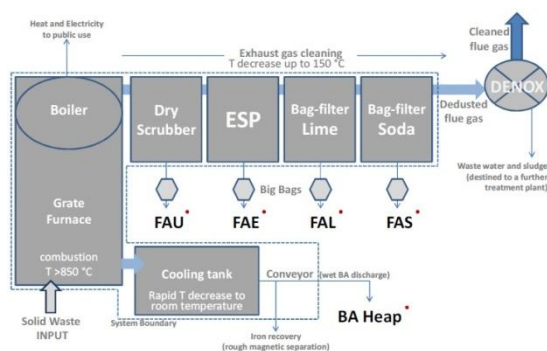 Heat and Electricity
to public use
Exhaust gas cleaning
T decrease up to 150 °C
Cleaned
flue gas
Boiler
Dry
Scrubber
ESP
Bag-filter
Lime
Bag-filter
Soda
DENOX
Dedusted
flue gas
Waste water and sludge
(destined to a further
treatment plant)
Big Bags
FAU
FAE
FAL
FAS
Grate
Furnace
combustion
T >850 °C
Cooling tank
Rapid T decrease to
room temperature
Conveyor (wet BA discharge)
BA Heap
Solid Waste
INPUT
System Boundary
Iron recovery
(rough magnetic separation)